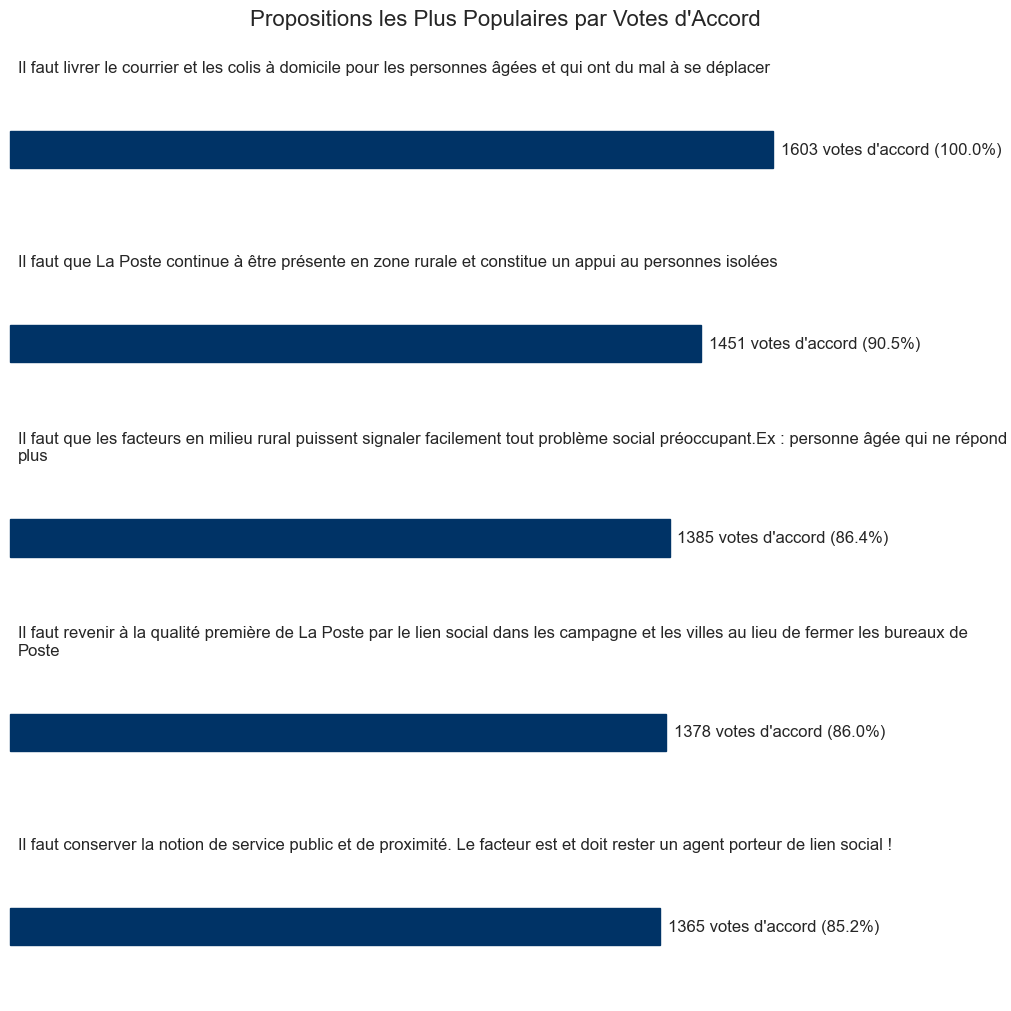 Propositions les Plus Populaires par Votes d'Accord
Il faut livrer le courrier et les colis à domicile pour les personnes âgées et qui ont du mal à se déplacer
1603 votes d'accord (100.0%)
Il faut que La Poste continue à être présente en zone rurale et constitue un appui au personnes isolées
1451 votes d'accord (90.5%)
Il faut que les facteurs en milieu rural puissent signaler facilement tout problème social préoccupant.Ex : personne âgée qui ne répond
plus
1385 votes d'accord (86.4%)
Il faut revenir à la qualité première de La Poste par le lien social dans les campagne et les villes au lieu de fermer les bureaux de
Poste
1378 votes d'accord (86.0%)
Il faut conserver la notion de service public et de proximité. Le facteur est et doit rester un agent porteur de lien social !
1365 votes d'accord (85.2%)